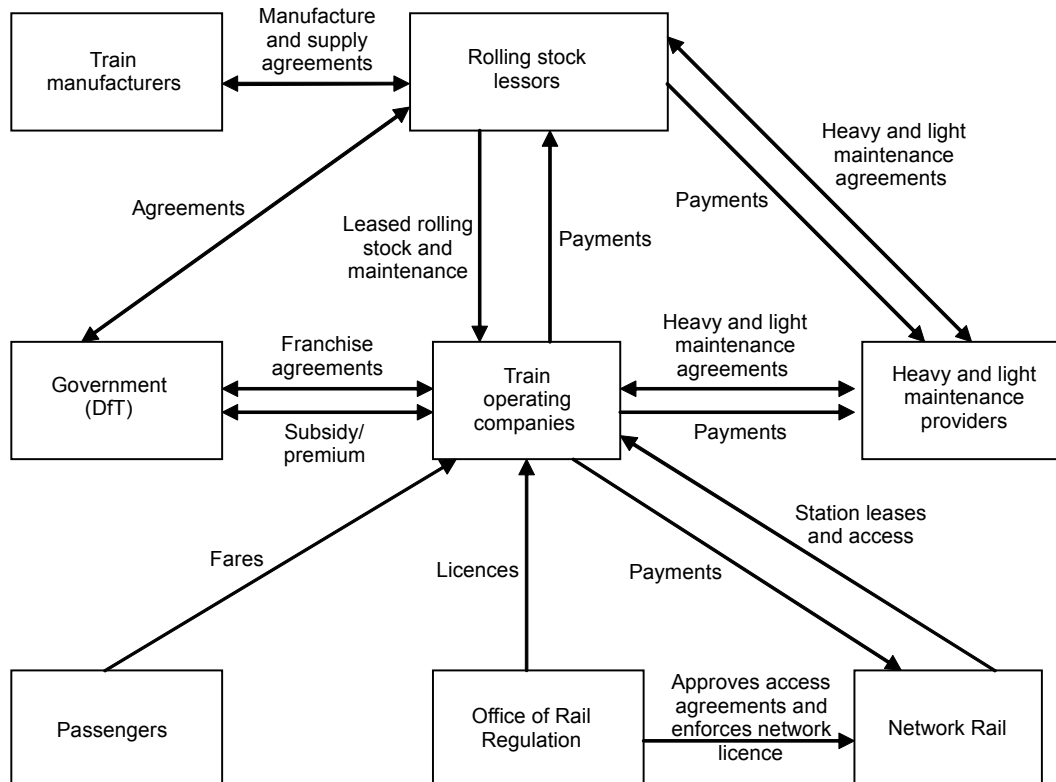 Manufacture
and supply
agreements
Train
manufacturers
Rolling stock
lessors
Heavy and light
maintenance
agreements
Agreements
Leased rolling
stock and
maintenance
Payments
Payments
Government
(DfT)
Franchise
agreements
Subsidy/
premium
Train
operating
companies
Heavy and light
maintenance
agreements
Payments
Heavy and light
maintenance
providers
Fares
Licences
Payments
Station leases
and access
Passengers
Office of Rail
Regulation
Approves access
agreements and
enforces network
licence
Network Rail